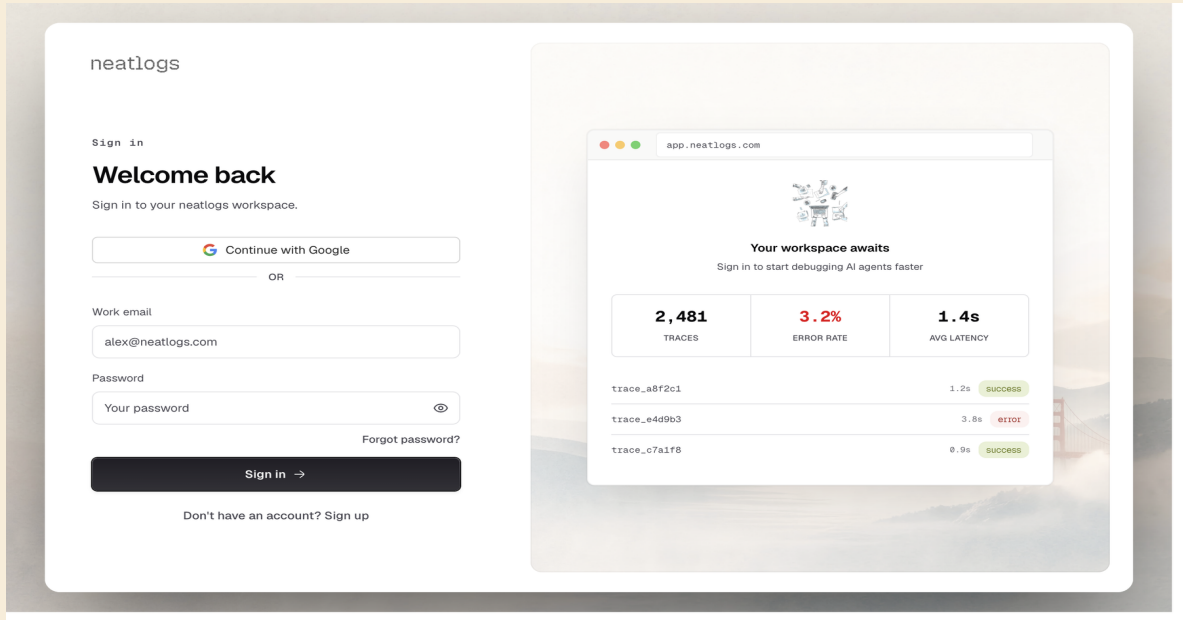 neatlogs
Sign in
Welcome back
Sign in to your neatlogs workspace.
Continue with Google
OR
Work email
alex@neatlogs.com
Password
Your password
Forgot password?
Sign in →
Don't have an account? Sign up
app.neatlogs.com
Your workspace awaits
Sign in to start debugging AI agents faster
2,481 3.2% 1.4s
TRACES ERROR RATE AVG LATENCY
trace_a8f2c1 1.2s success
trace_e4d9b3 3.8s error
trace_c7a1f8 0.9s success